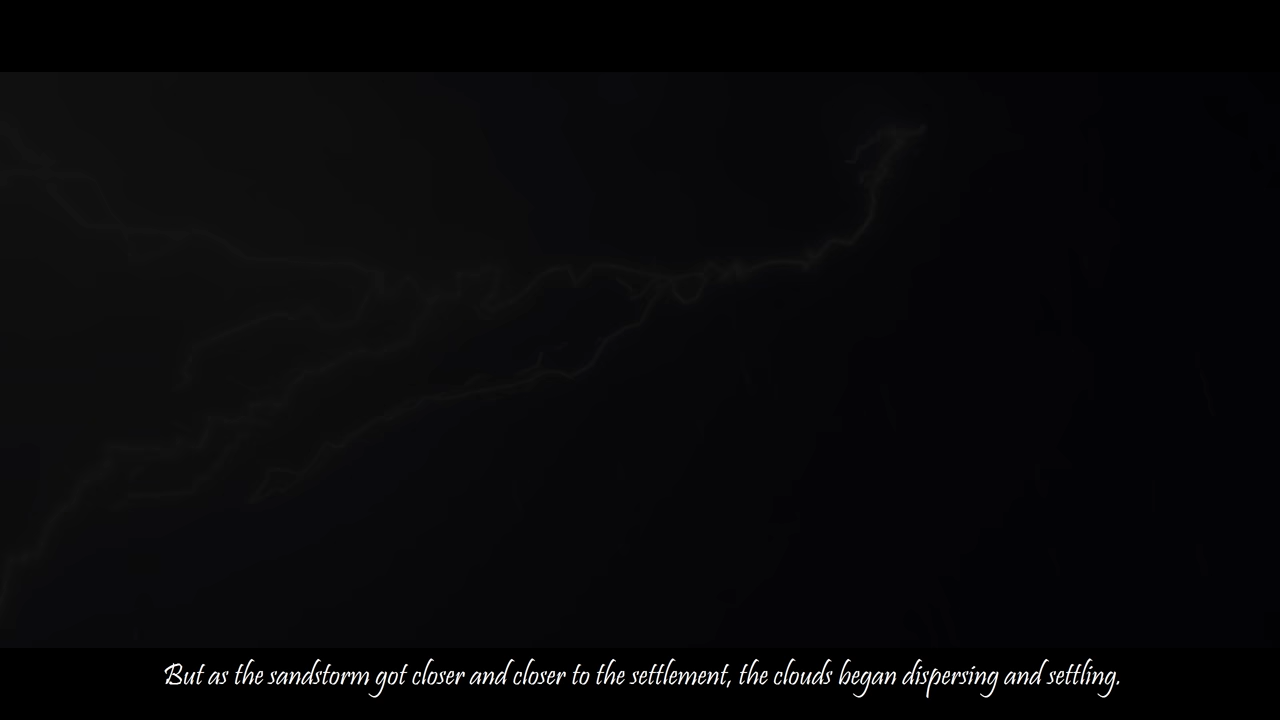 But as the sandstorm got closer and closer to the settlement, the clouds began dispersing and settling.